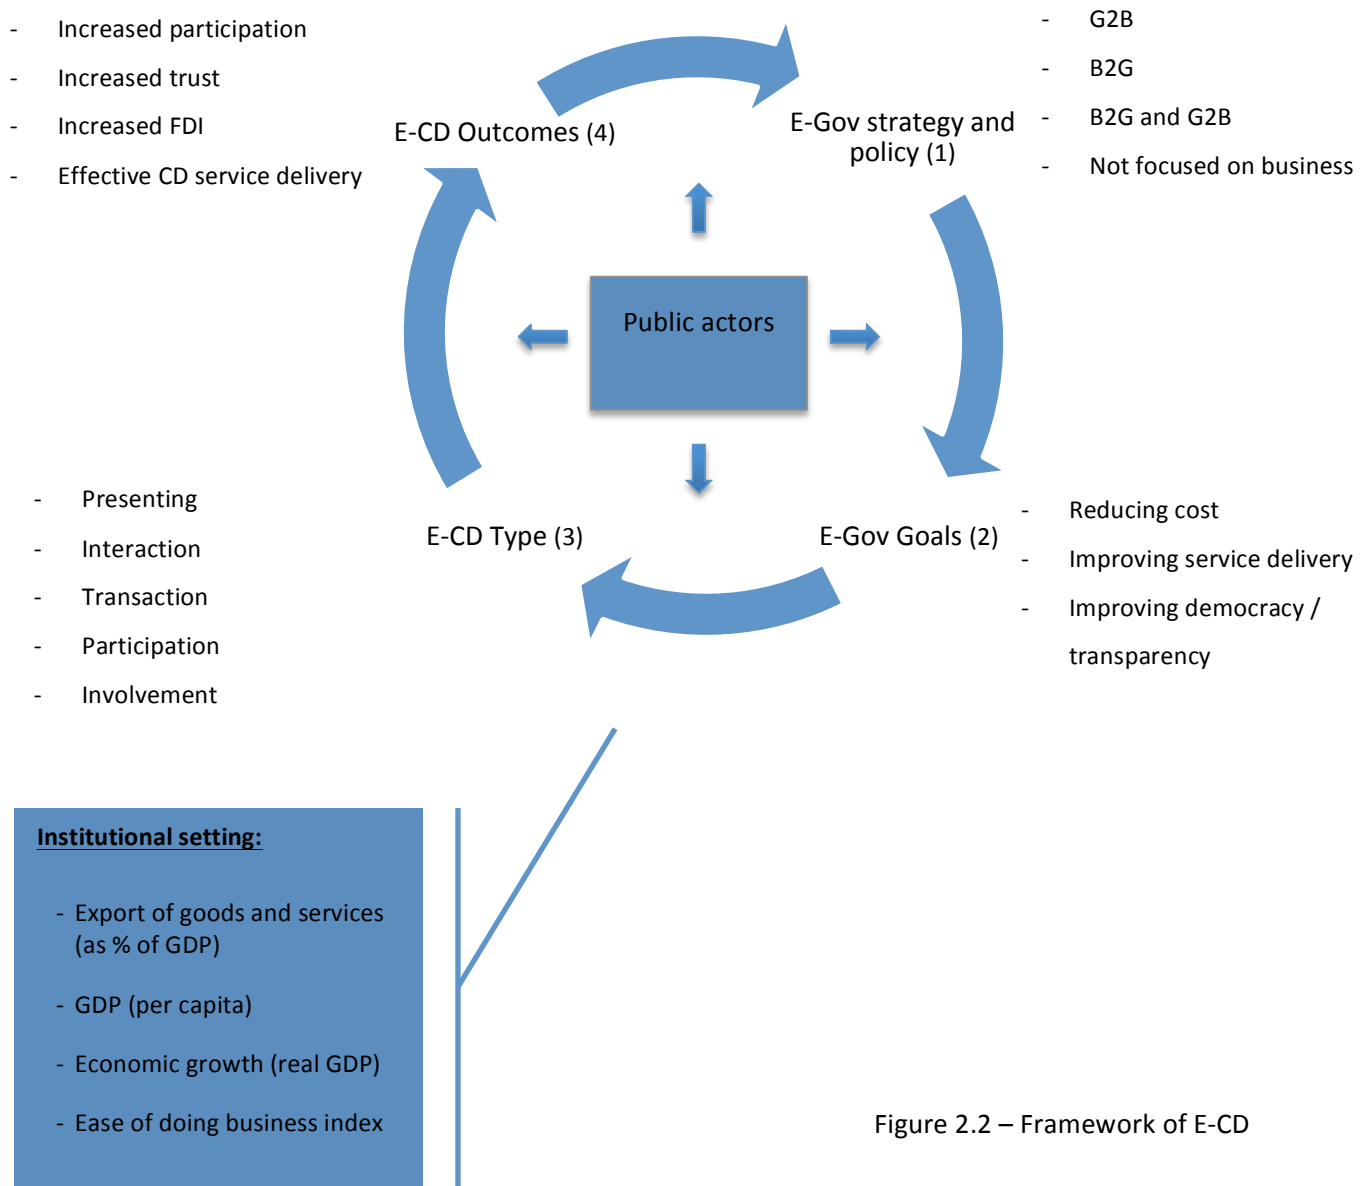 - Increased participation
- Increased trust
- Increased FDI
- Effective CD service delivery
E-CD Outcomes (4)
- G2B
- B2G
- B2G and G2B
- Not focused on business
E-Gov strategy and
policy (1)
Public actors
- Presenting
- Interaction
- Transaction
- Participation
- Involvement
E-CD Type (3)
E-Gov Goals (2)
- Reducing cost
- Improving service delivery
- Improving democracy /
transparency
Institutional setting:
- Export of goods and services
(as % of GDP)
- GDP (per capita)
- Economic growth (real GDP)
- Ease of doing business index
Figure 2.2 – Framework of E-CD